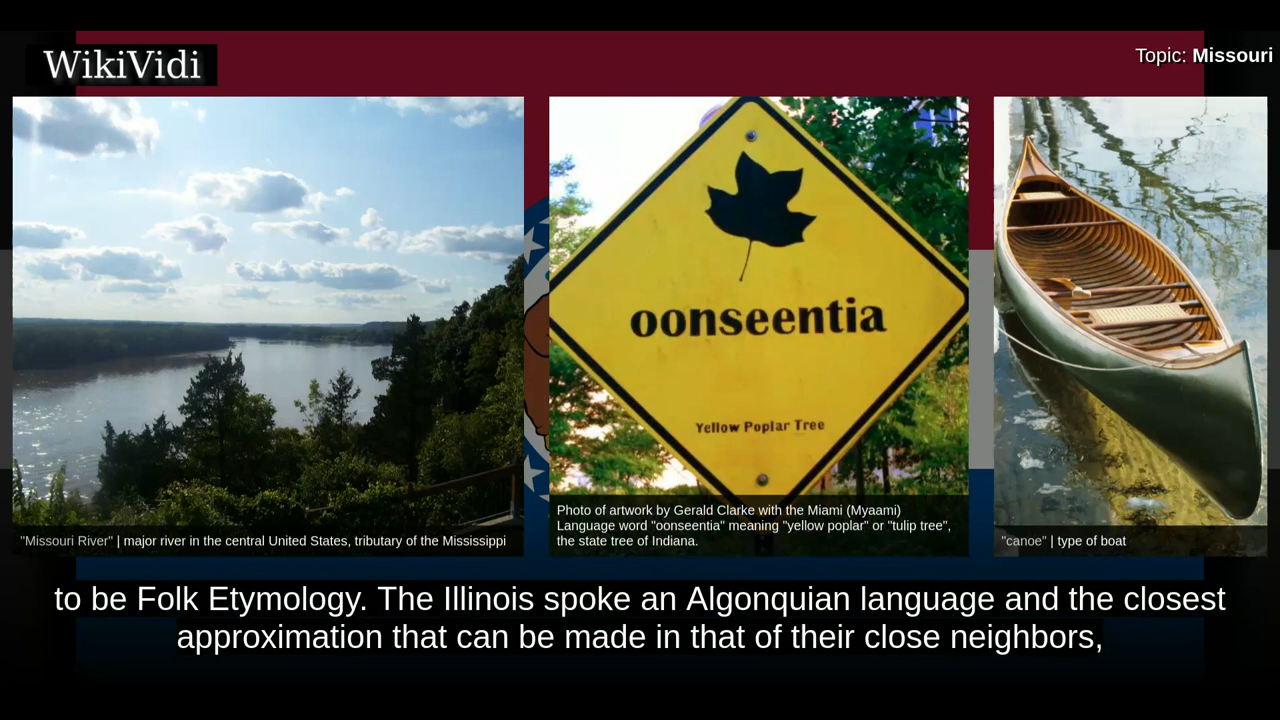 WikiVidi
Topic: Missouri
oonseentia
Yellow Poplar Tree
"Missouri River" | major river in the central United States, tributary of the Mississippi
Photo of artwork by Gerald Clarke with the Miami (Myaami)
Language word "oonseentia" meaning "yellow poplar" or "tulip tree",
the state tree of Indiana.
"canoe" | type of boat
to be Folk Etymology. The Illinois spoke an Algonquian language and the closest
approximation that can be made in that of their close neighbors,